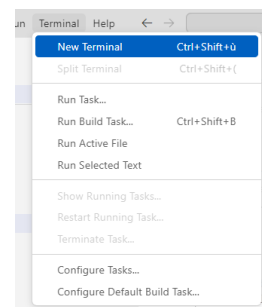 un Terminal Help ← →
New Terminal Ctrl+Shift+ù
Split Terminal Ctrl+Shift+(
Run Task...
Run Build Task... Ctrl+Shift+B
Run Active File
Run Selected Text
Show Running Tasks...
Restart Running Task...
Terminate Task...
Configure Tasks...
Configure Default Build Task...